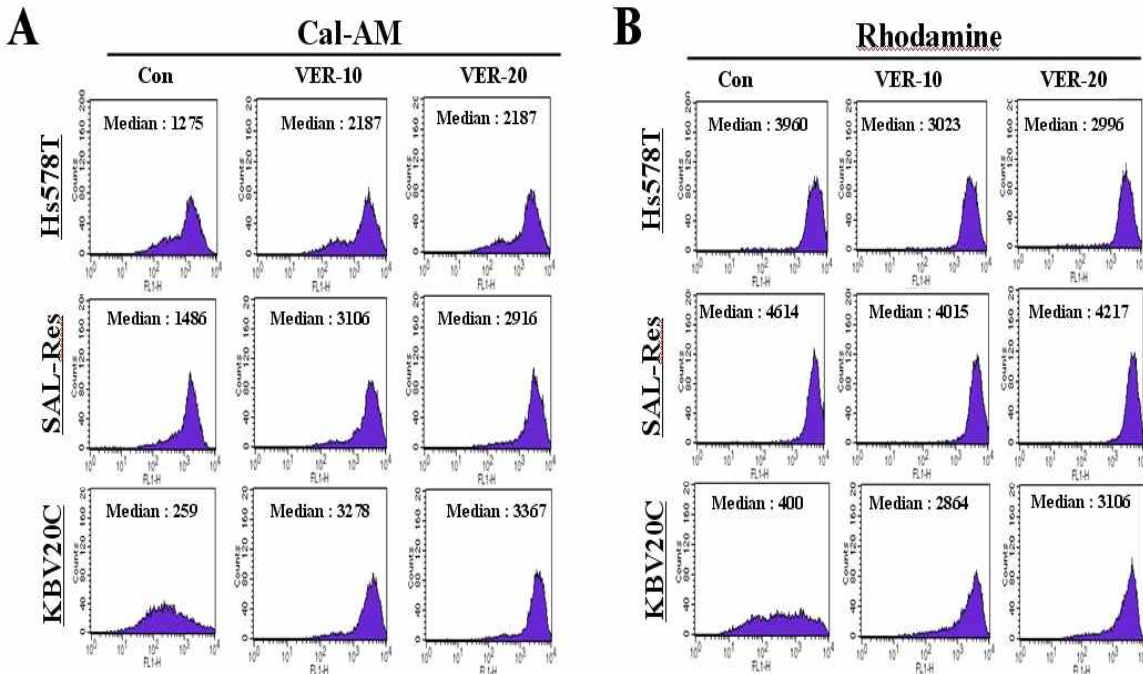 A
Cal-AM
Con VER-10 VER-20
Hs578T
Median : 1275 Median : 2187 Median : 2187
SAL-Res
Median : 1486 Median : 3106 Median : 2916
KBV20C
Median : 259 Median : 3278 Median : 3367
B
Rhodamine
Con VER-10 VER-20
Hs578T
Median : 3960 Median : 3023 Median : 2996
SAL-Res
Median : 4614 Median : 4015 Median : 4217
KBV20C
Median : 400 Median : 2864 Median : 3106
Counts
FL1-H